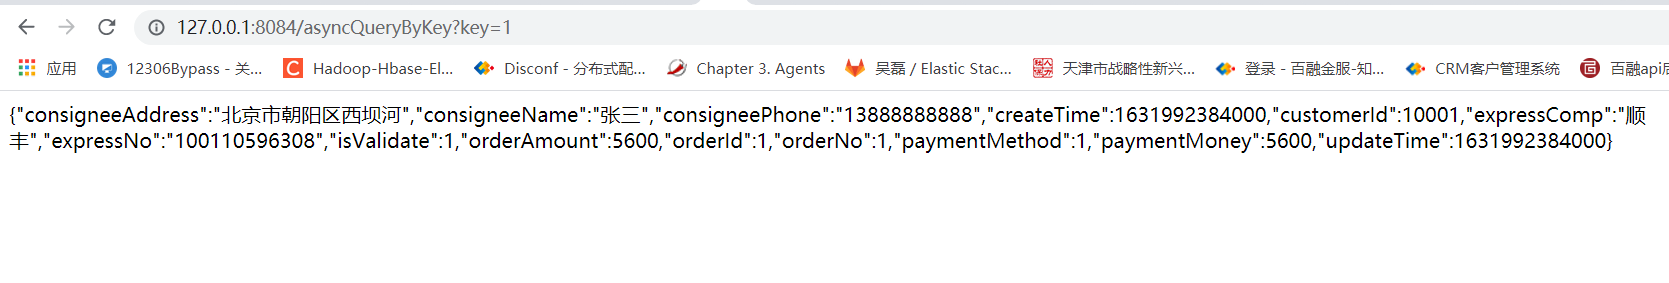 127.0.0.1:8084/asyncQueryByKey?key=1
应用 12306Bypass - 关... Hadoop-Hbase-El... Disconf - 分布式配... Chapter 3. Agents 吴磊 / Elastic Stac... 天津市战略性新兴... 登录 - 百融金服-知... CRM客户管理系统 百融api后
{"consigneeAddress":"北京市朝阳区西坝河","consigneeName":"张三","consigneePhone":"13888888888","createTime":1631992384000,"customerId":10001,"expressComp":"顺
丰","expressNo":"100110596308","isValidate":1,"orderAmount":5600,"orderId":1,"orderNo":1,"paymentMethod":1,"paymentMoney":5600,"updateTime":1631992384000}